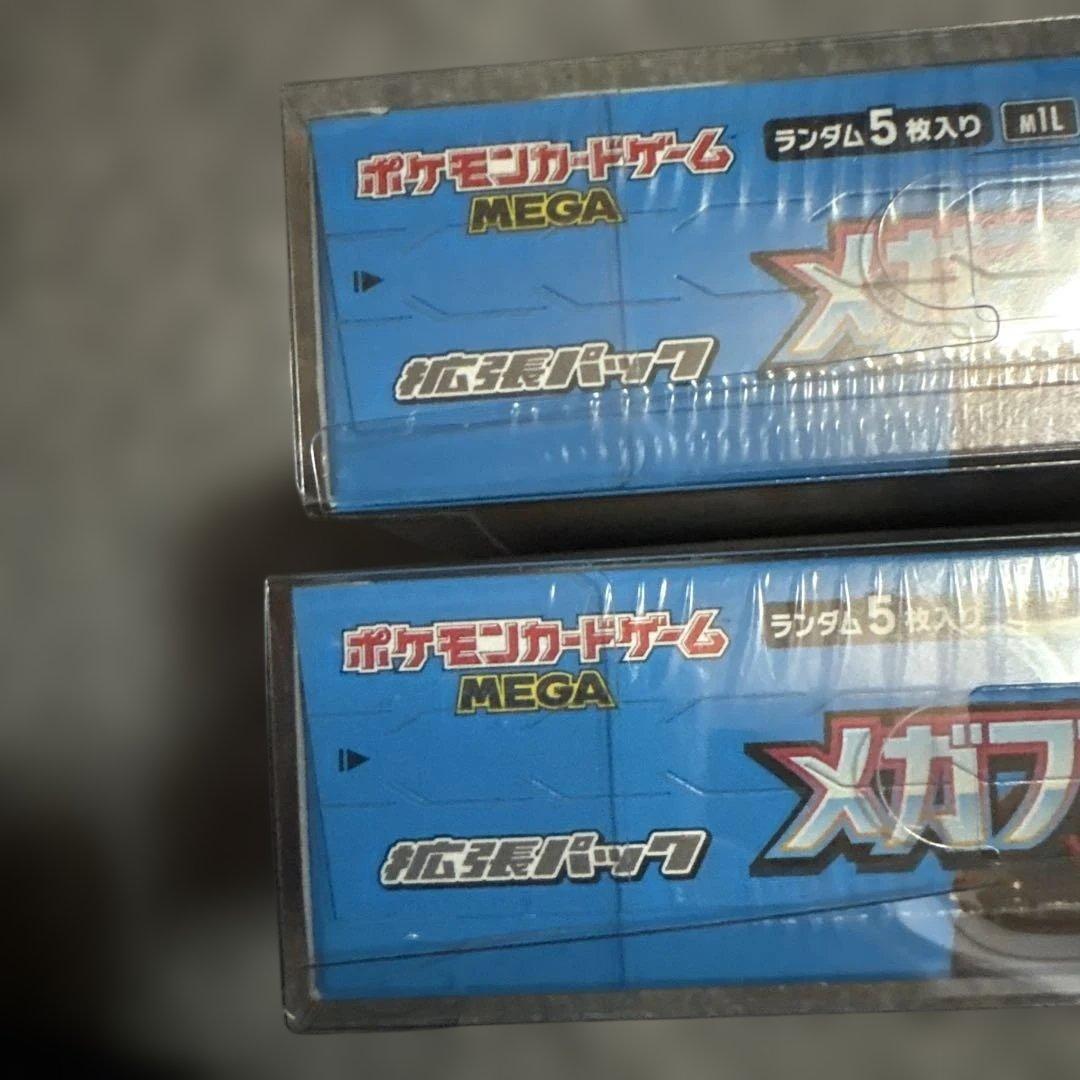 ポケモンカードゲーム
MEGA
ランダム5枚入り
M1L
メガ
拡張パック
ポケモンカードゲーム
MEGA
ランダム5枚入り
メガブ
拡張パック